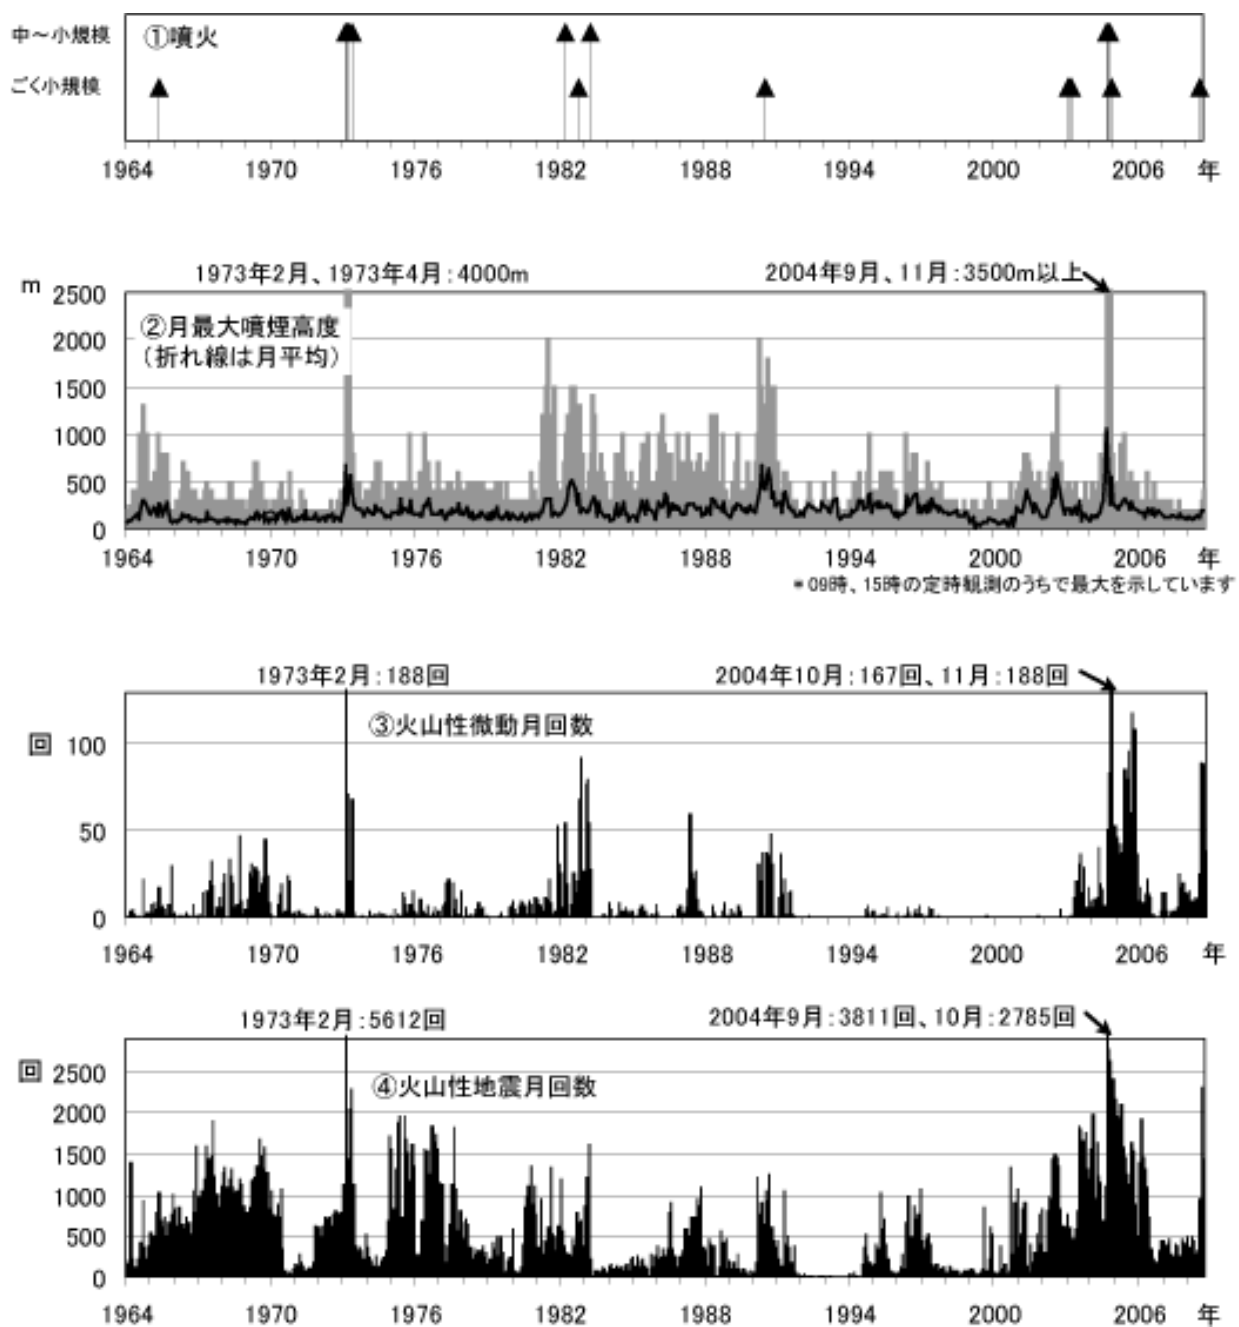 中～小規模
①噴火
ごく小規模
1964 1970 1976 1982 1988 1994 2000 2006 年
1973年2月、1973年4月：4000m
2004年9月、11月：3500m以上
m
2500
②月最大噴煙高度
（折れ線は月平均）
2000
1500
1000
500
0
1964 1970 1976 1982 1988 1994 2000 2006 年
＊09時、15時の定時観測のうちで最大を示しています
1973年2月：188回
2004年10月：167回、11月：188回
③火山性微動月回数
回
100
50
0
1964 1970 1976 1982 1988 1994 2000 2006 年
1973年2月：5612回
2004年9月：3811回、10月：2785回
回
2500
④火山性地震月回数
2000
1500
1000
500
0
1964 1970 1976 1982 1988 1994 2000 2006 年